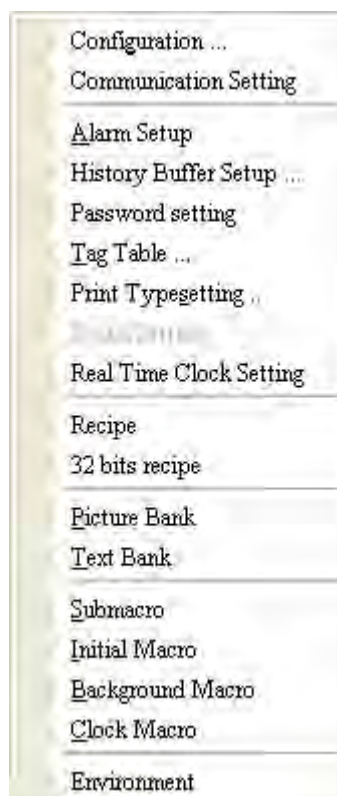 Configuration ...
Communication Setting
Alarm Setup
History Buffer Setup ...
Password setting
Tag Table ...
Print Typesetting ..
Real Time Clock Setting
Recipe
32 bits recipe
Picture Bank
Text Bank
Submacro
Initial Macro
Background Macro
Clock Macro
Environment